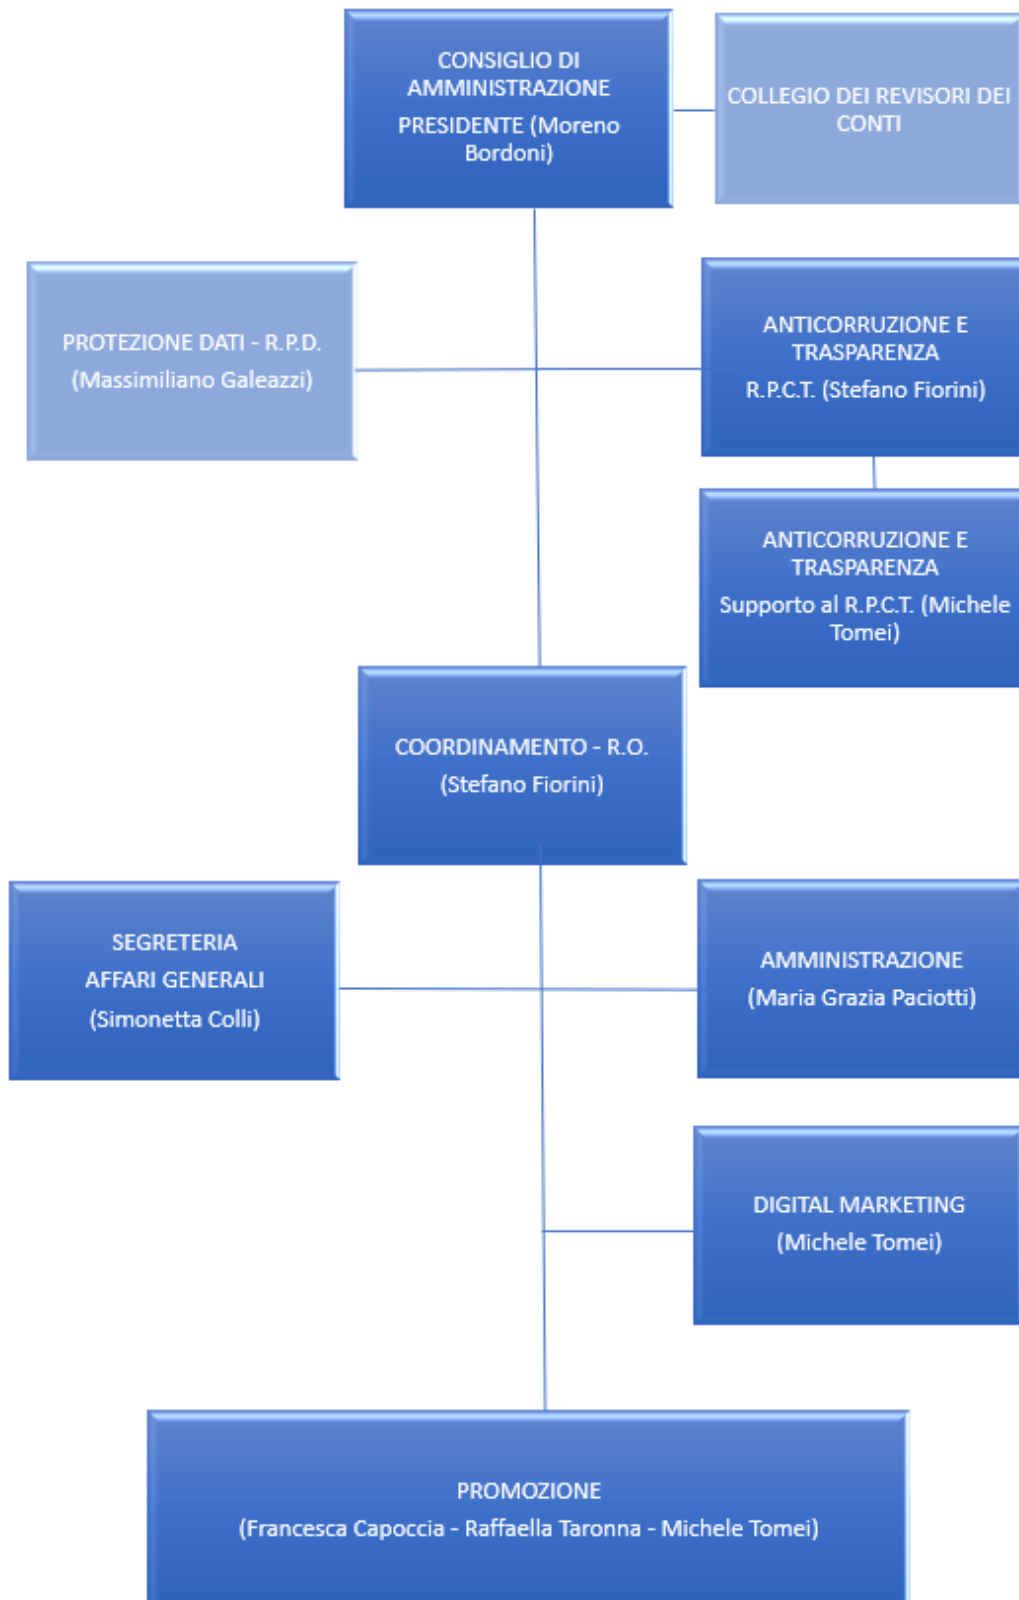 CONSIGLIO DI
AMMINISTRAZIONE
PRESIDENTE (Moreno
Bordoni)
COLLEGIO DEI REVISORI DEI
CONTI
PROTEZIONE DATI - R.P.D.
(Massimiliano Galeazzi)
ANTICORRUZIONE E
TRASPARENZA
R.P.C.T. (Stefano Fiorini)
ANTICORRUZIONE E
TRASPARENZA
Supporto al R.P.C.T. (Michele
Tomei)
COORDINAMENTO - R.O.
(Stefano Fiorini)
SEGRETERIA
AFFARI GENERALI
(Simonetta Colli)
AMMINISTRAZIONE
(Maria Grazia Paciotti)
DIGITAL MARKETING
(Michele Tomei)
PROMOZIONE
(Francesca Capoccia - Raffaella Taronna - Michele Tomei)